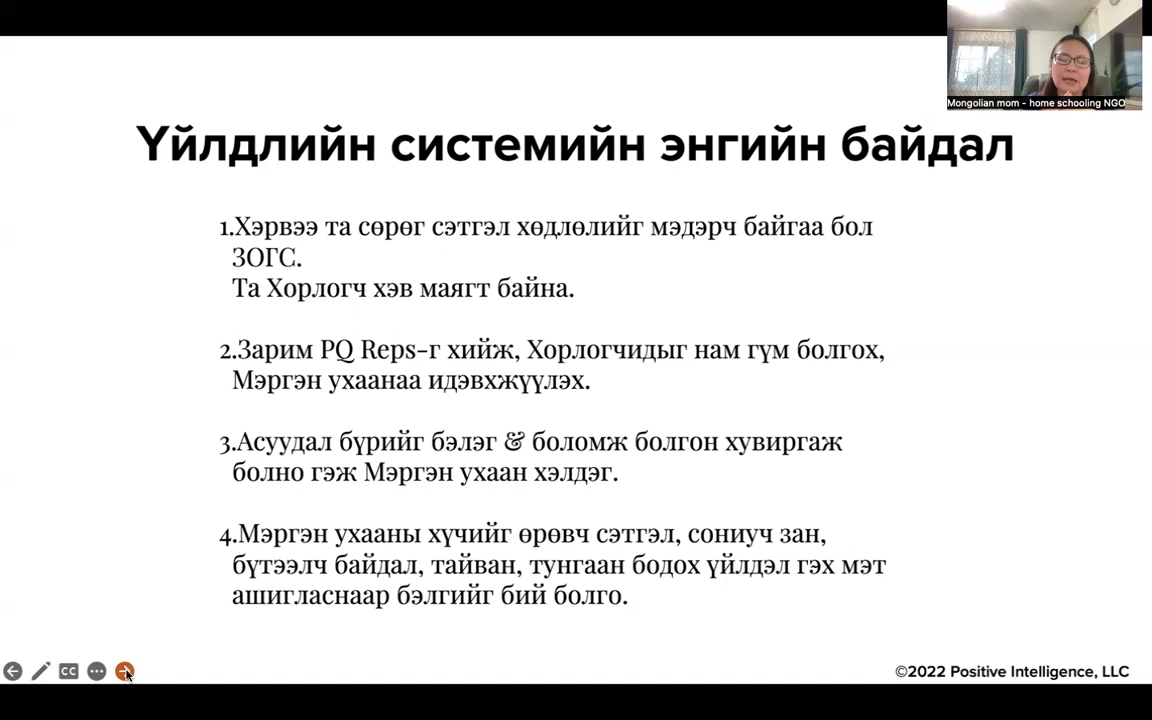 Mongolian mom - home schooling NGO
Үйлдлийн системийн энгийн байдал
1.Хэрвээ та сөрөг сэтгэл хөдлөлийг мэдэрч байгаа бол
ЗОГС.
Та Хорлогч хэв маягт байна.
2.Зарим PQ Reps-г хийж, Хорлогчидыг нам гүм болгох,
Мэргэн ухаанаа идэвхжүүлэх.
3.Асуудал бүрийг бэлэг & боломж болгон хувиргаж
болно гэж Мэргэн ухаан хэлдэг.
4.Мэргэн ухааны хүчийг өрөвч сэтгэл, сониуч зан,
бүтээлч байдал, тайван, тунгаан бодох үйлдэл гэх мэт
ашигласнаар бэлгийг бий болго.
CC
©2022 Positive Intelligence, LLC